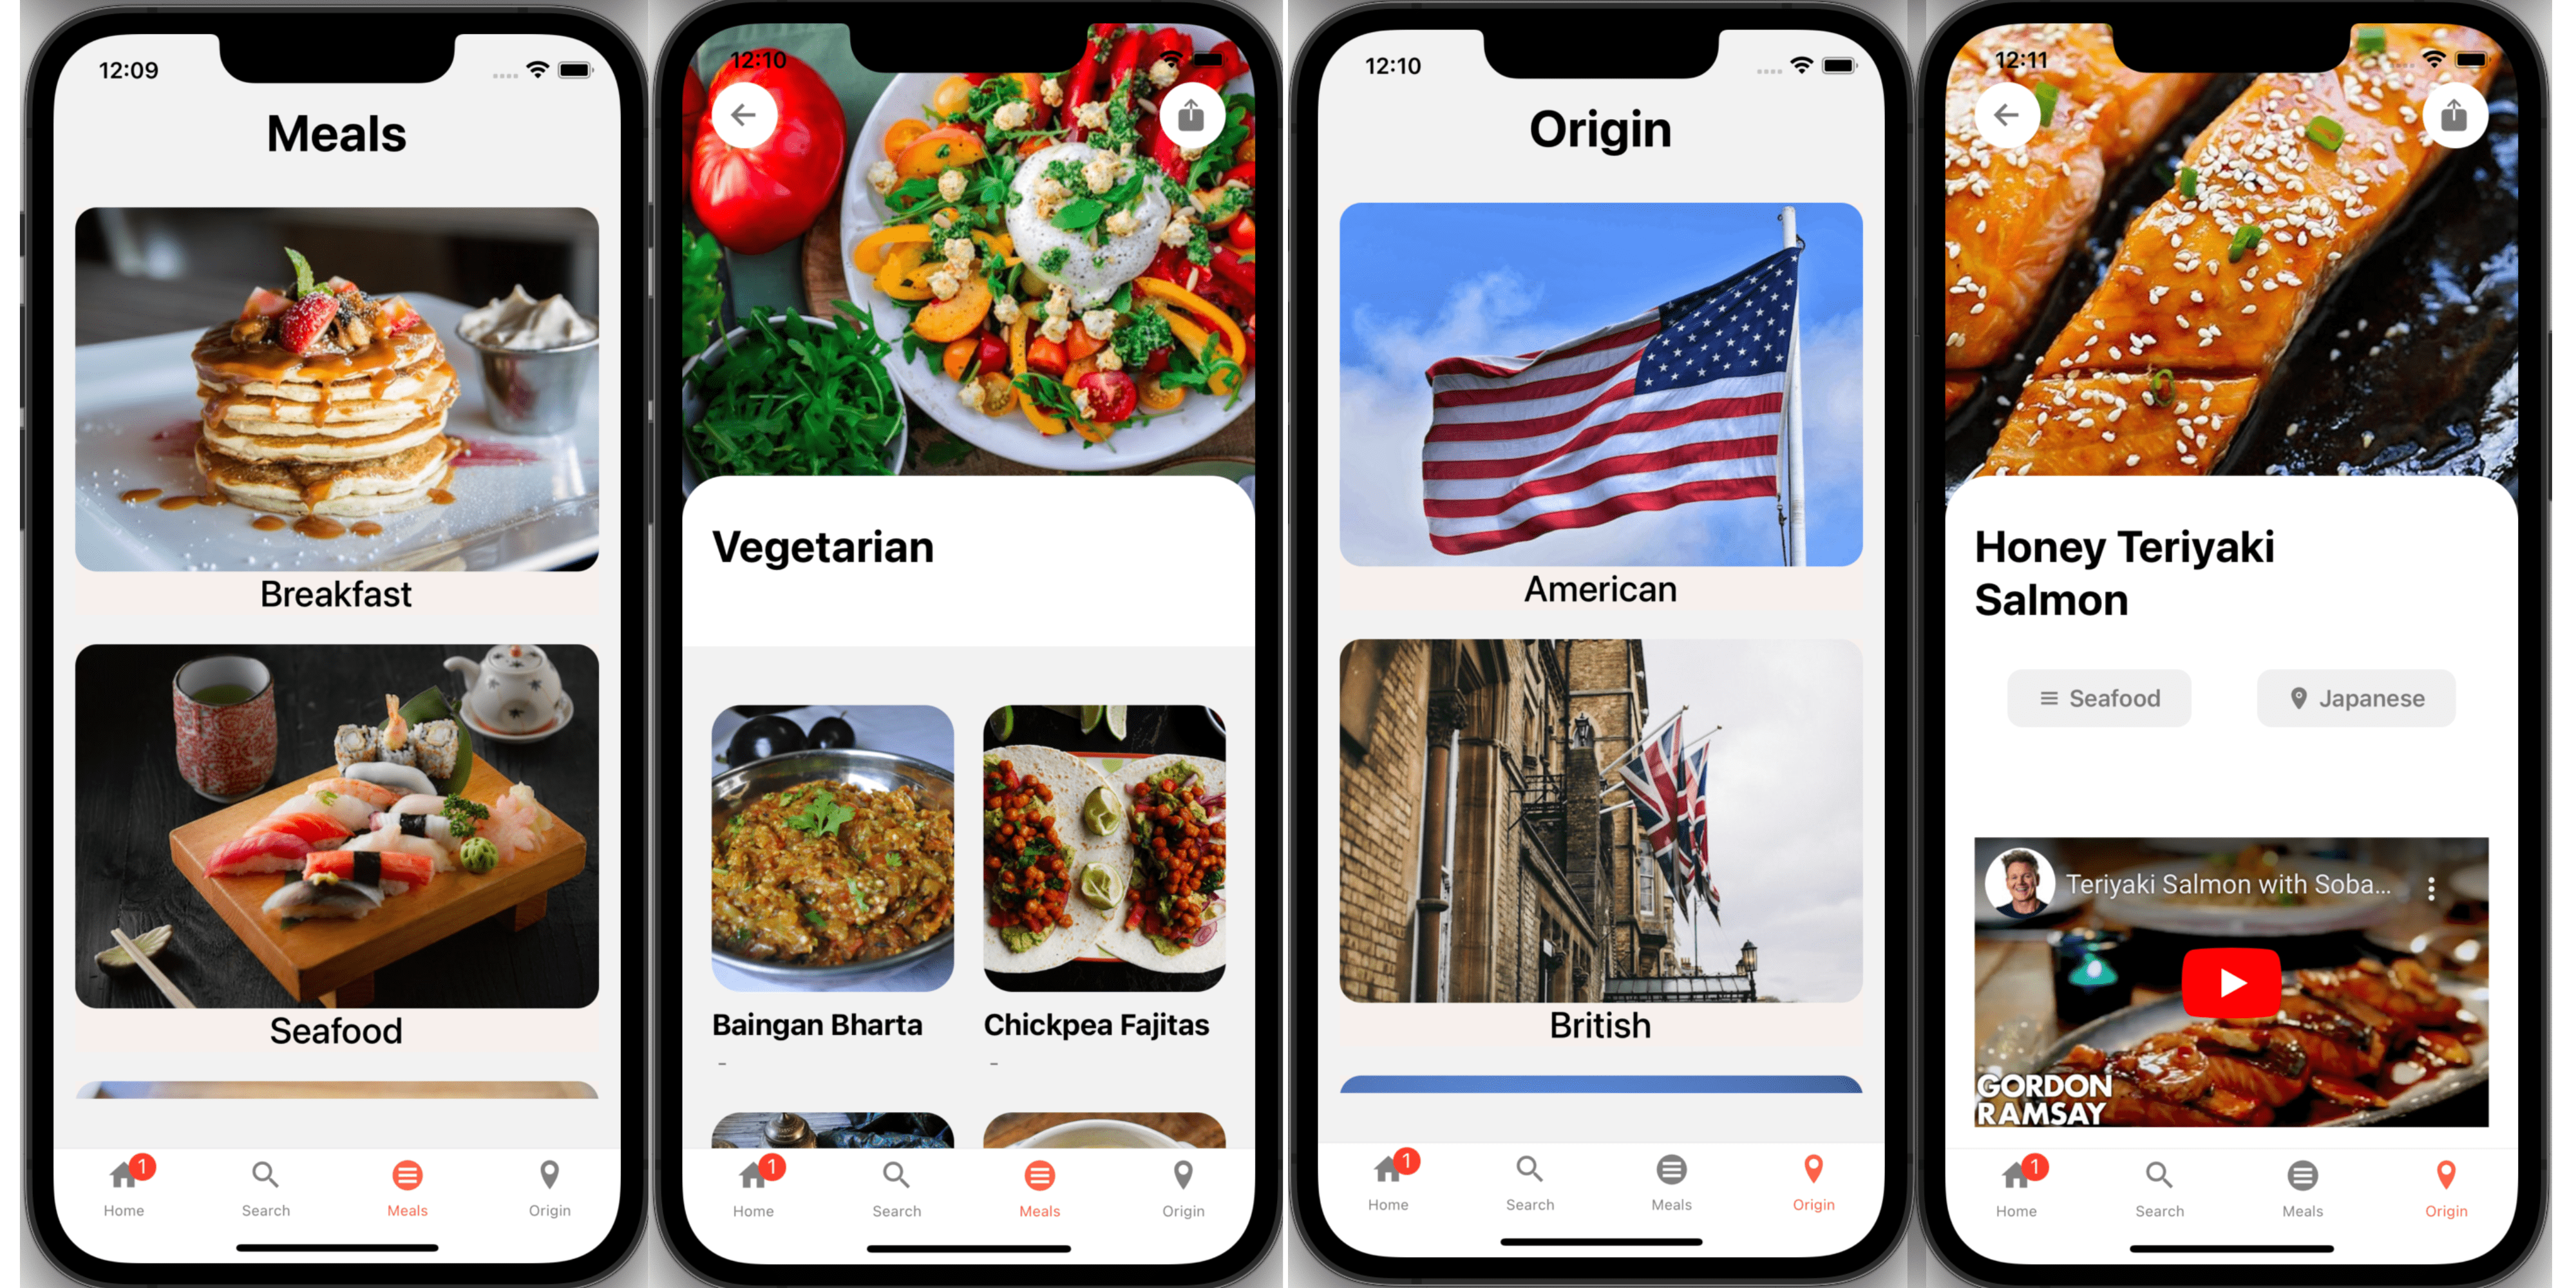 12:09
Meals
Breakfast
Seafood
1
Home
Search
Meals
Origin
12:10
Vegetarian
Baingan Bharta
Chickpea Fajitas
-
-
1
Home
Search
Meals
Origin
12:10
Origin
American
British
1
Home
Search
Meals
Origin
12:11
Honey Teriyaki
Salmon
Seafood
Japanese
Teriyaki Salmon with Soba...
GORDON
RAMSAY
1
Home
Search
Meals
Origin